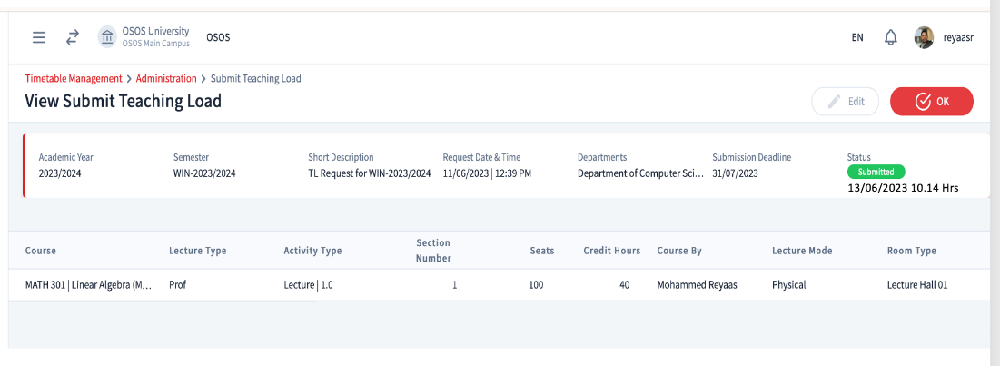 OSOS University
OSOS Main Campus
OSOS
EN
reyaasr
Timetable Management > Administration > Submit Teaching Load
View Submit Teaching Load
Edit
OK
Academic Year
Semester
Short Description
Request Date & Time
Departments
Submission Deadline
Status
2023/2024
WIN-2023/2024
TL Request for WIN-2023/2024
11/06/2023 | 12:39 PM
Department of Computer Sci...
31/07/2023
Submitted
13/06/2023 10.14 Hrs
Course
Lecture Type
Activity Type
Section
Number
Seats
Credit Hours
Course By
Lecture Mode
Room Type
MATH 301 | Linear Algebra (M...
Prof
Lecture | 1.0
1
100
40
Mohammed Reyaas
Physical
Lecture Hall 01